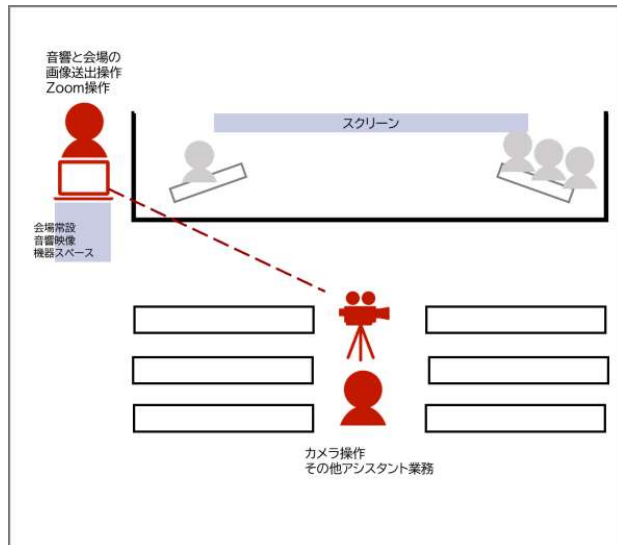 音響と会場の
画像送出操作
Zoom操作
スクリーン
会場常設
音響映像
機器スペース
カメラ操作
その他アシスタント業務